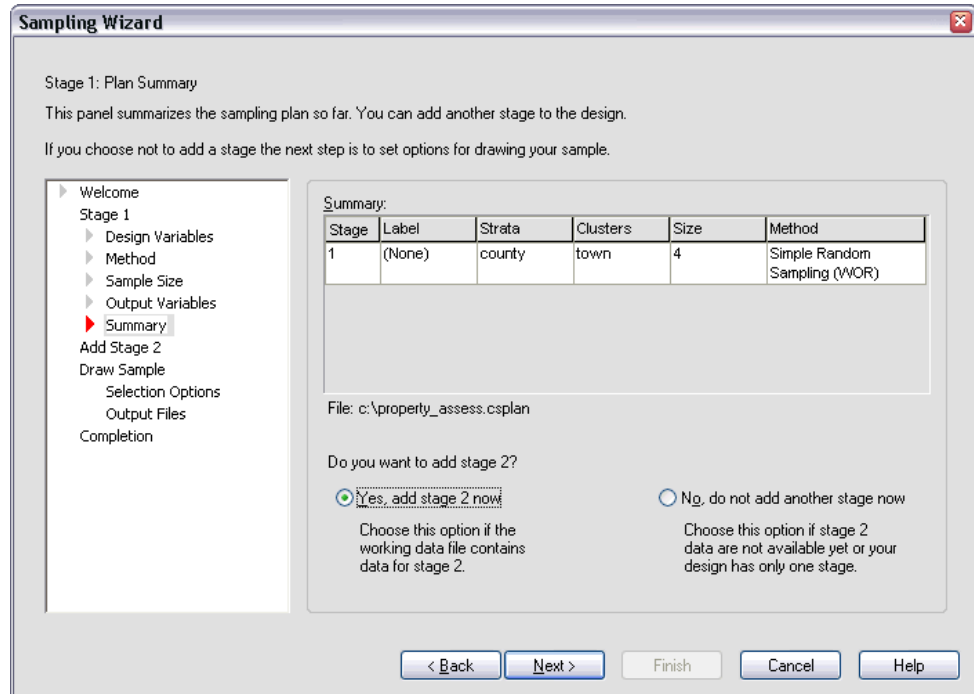 Sampling Wizard
Stage 1: Plan Summary
This panel summarizes the sampling plan so far. You can add another stage to the design.
If you choose not to add a stage the next step is to set options for drawing your sample.
Welcome
Stage 1
Design Variables
Method
Sample Size
Output Variables
Summary
Add Stage 2
Draw Sample
Selection Options
Output Files
Completion
Summary:
Stage Label Strata Clusters Size Method
1 (None) county town 4 Simple Random
Sampling (WOR)
File: c:\property_assess.csplan
Do you want to add stage 2?
Yes, add stage 2 now
Choose this option if the
working data file contains
data for stage 2.
No, do not add another stage now
Choose this option if stage 2
data are not available yet or your
design has only one stage.
< Back Next > Finish Cancel Help